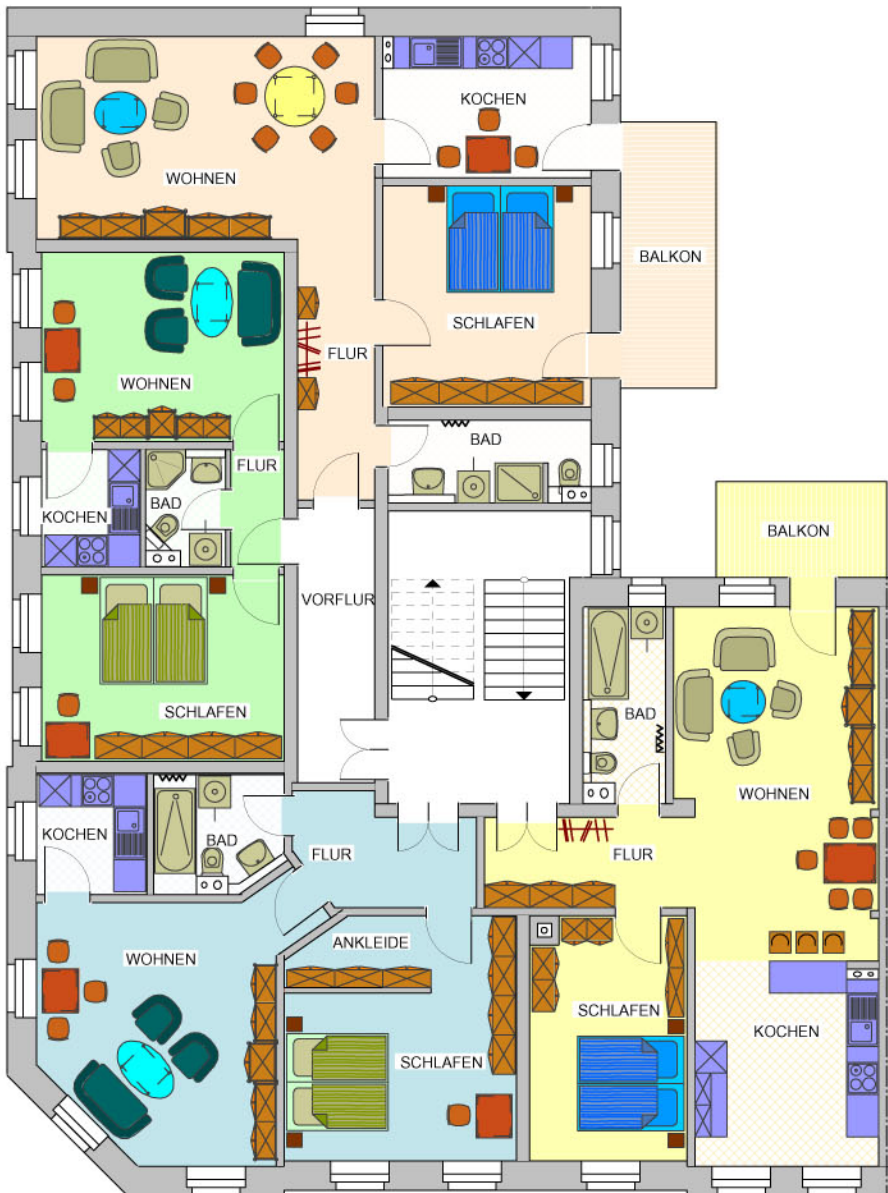 KOCHEN
WOHNEN
BALKON
SCHLAFEN
FLUR
WOHNEN
BAD
FLUR
KOCHEN
BAD
BALKON
VORFLUR
SCHLAFEN
BAD
WOHNEN
KOCHEN
BAD
FLUR
FLUR
ANKLEIDE
WOHNEN
SCHLAFEN
SCHLAFEN
KOCHEN